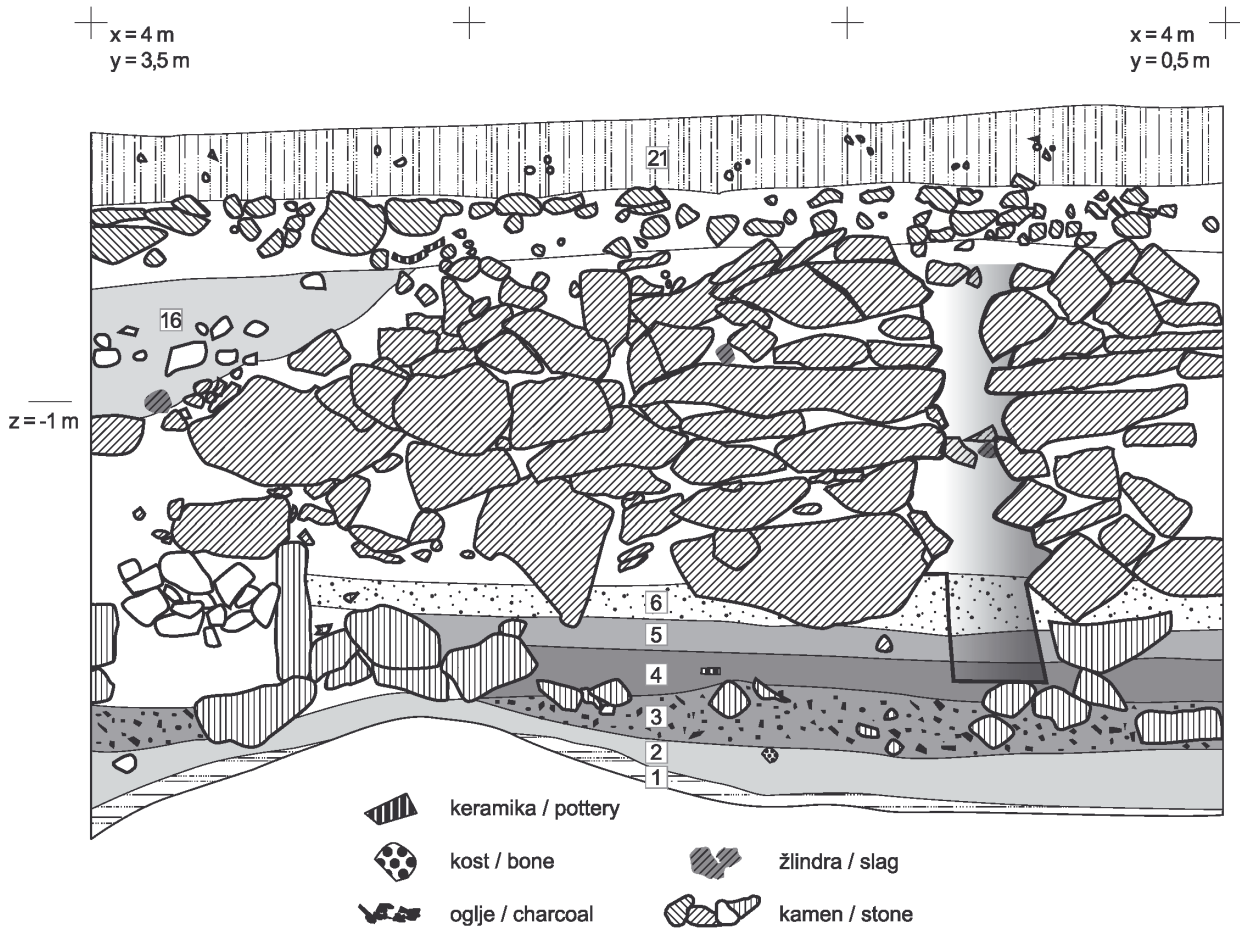 x = 4 m
y = 3,5 m
x = 4 m
y = 0,5 m
21
16
z = -1 m
6
5
4
3
2
1
keramika / pottery
kost / bone
žlindra / slag
oglje / charcoal
kamen / stone